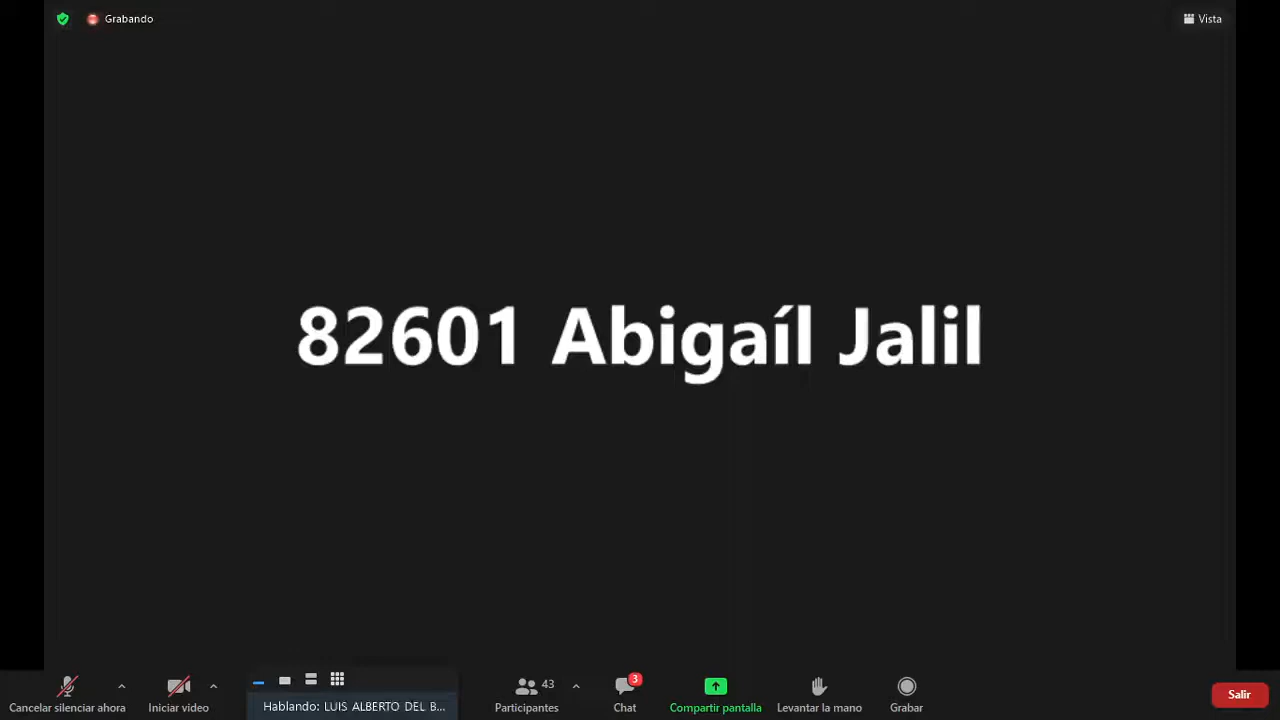 Grabando
Vista
82601 Abigaíl Jalil
Hablando: LUIS ALBERTO DEL B...
43
3
Cancelar silenciar ahora
Iniciar video
Participantes
Chat
Compartir pantalla
Levantar la mano
Grabar
Salir